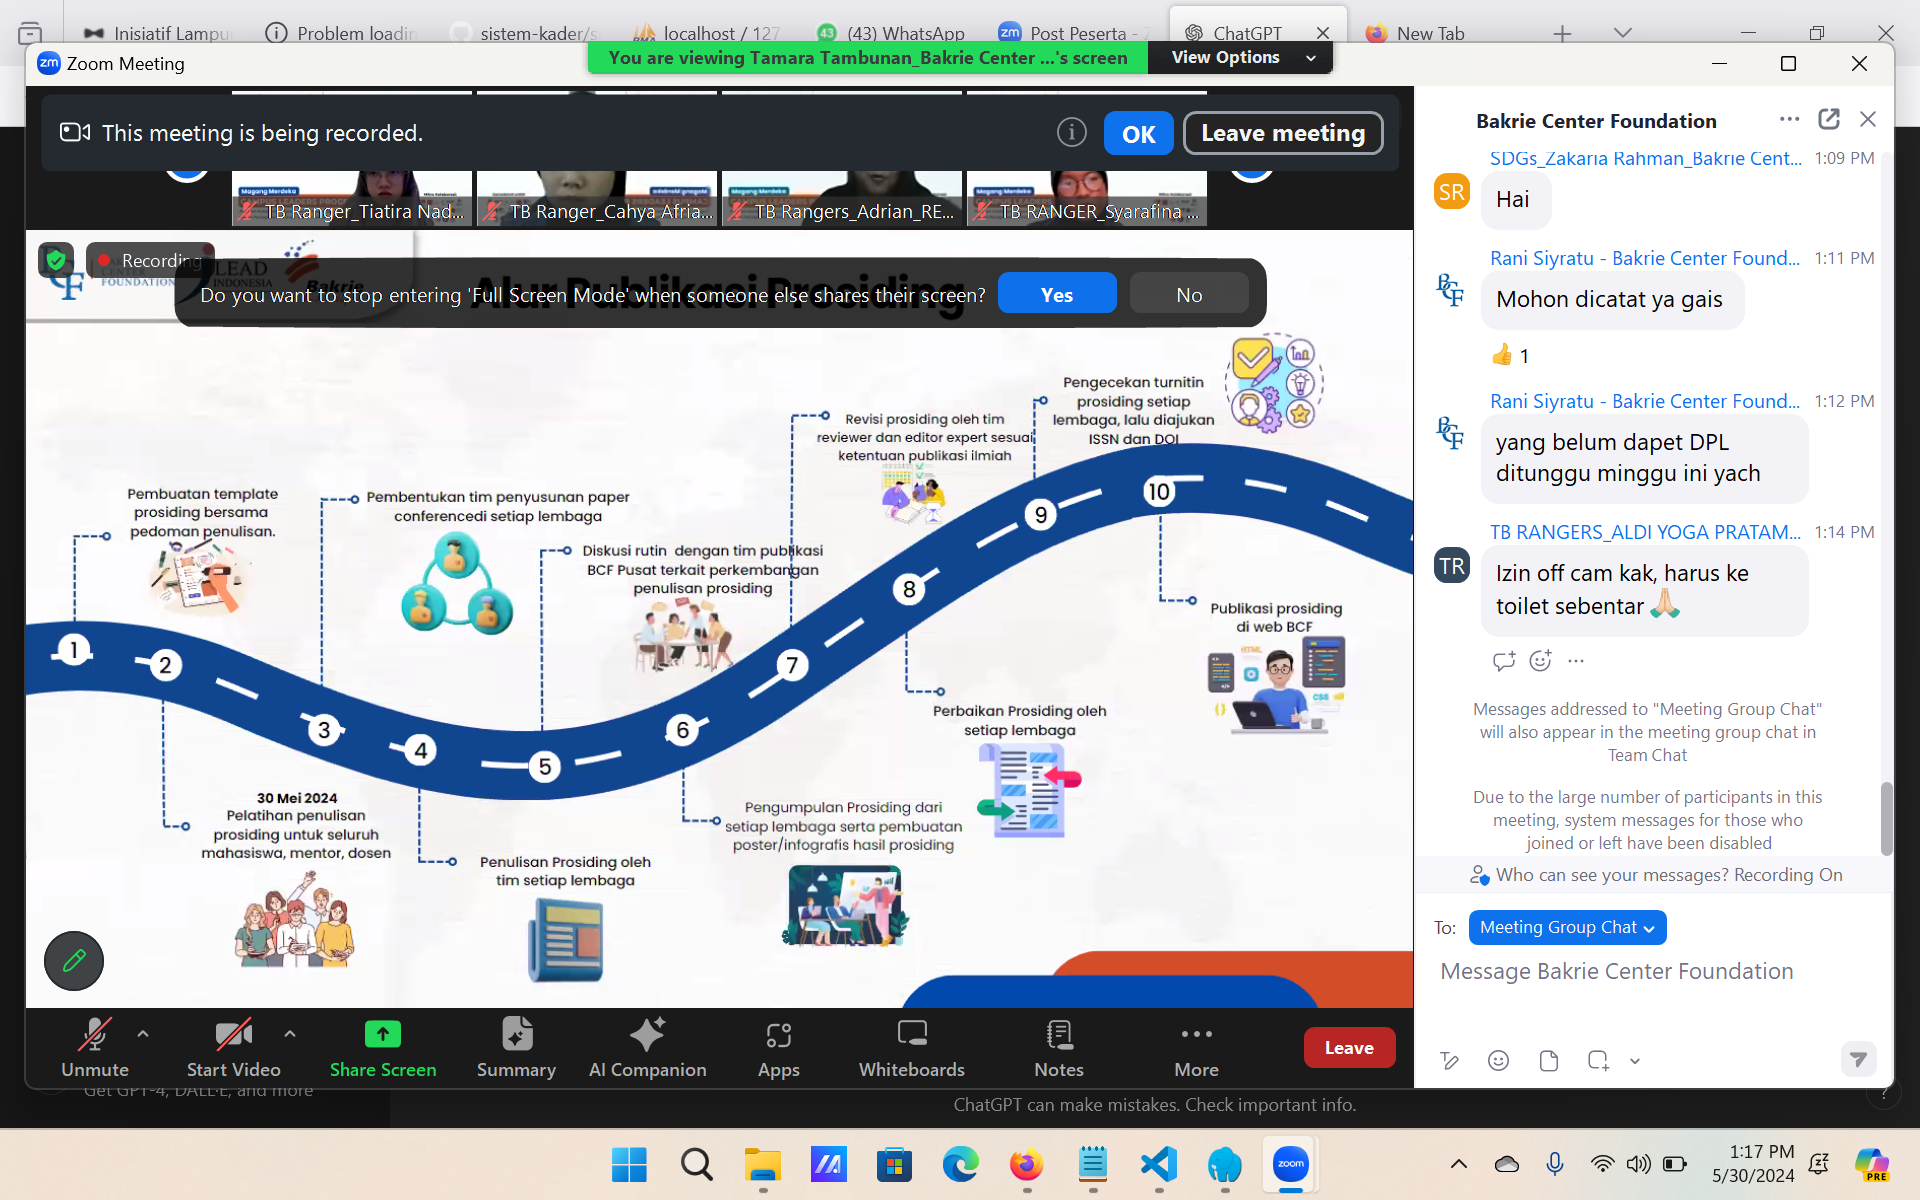 Inisiatif Lampu
Problem loadin
sistem-kader/s
localhost / 127
(43) WhatsApp
Post Peserta - Z
ChatGPT
New Tab
Zoom Meeting
You are viewing Tamara Tambunan_Bakrie Center ...'s screen
View Options
This meeting is being recorded.
OK
Leave meeting
TB Ranger_Tiatira Nad...
TB Ranger_Cahya Afria...
TB Rangers_Adrian_RE...
TB RANGER_Syarafina ...
Recording
CENTER
FOUNDATION
LEAD
INDONESIA
Bakrie
Alur Publikasi Prosiding
Do you want to stop entering 'Full Screen Mode' when someone else shares their screen?
Yes
No
1
Pembuatan template
prosiding bersama
pedoman penulisan.
2
30 Mei 2024
Pelatihan penulisan
prosiding untuk seluruh
mahasiswa, mentor, dosen
3
Pembentukan tim penyusunan paper
conferencedi setiap lembaga
4
Penulisan Prosiding oleh
tim setiap lembaga
5
Diskusi rutin dengan tim publikasi
BCF Pusat terkait perkembangan
penulisan prosiding
6
Pengumpulan Prosiding dari
setiap lembaga serta pembuatan
poster/infografis hasil prosiding
7
Revisi prosiding oleh tim
reviewer dan editor expert sesuai
ketentuan publikasi ilmiah
8
Perbaikan Prosiding oleh
setiap lembaga
9
Pengecekan turnitin
prosiding setiap
lembaga, lalu diajukan
ISSN dan DOI
10
Publikasi prosiding
di web BCF
HTML
CSS
Unmute
Start Video
Share Screen
Summary
AI Companion
Apps
Whiteboards
Notes
More
Leave
Bakrie Center Foundation
SDGs_Zakaria Rahman_Bakrie Cent... 1:09 PM
SR
Hai
Rani Siyratu - Bakrie Center Found... 1:11 PM
Mohon dicatat ya gais
👍 1
Rani Siyratu - Bakrie Center Found... 1:12 PM
yang belum dapet DPL
ditunggu minggu ini yach
TB RANGERS_ALDI YOGA PRATAM... 1:14 PM
TR
Izin off cam kak, harus ke
toilet sebentar 🙏🏻
Messages addressed to "Meeting Group Chat"
will also appear in the meeting group chat in
Team Chat
Due to the large number of participants in this
meeting, system messages for those who
joined or left have been disabled
Who can see your messages? Recording On
To: Meeting Group Chat
Message Bakrie Center Foundation
Get GPT-4, DALL·E, and more
ChatGPT can make mistakes. Check important info.
zoom
1:17 PM
5/30/2024
PRE